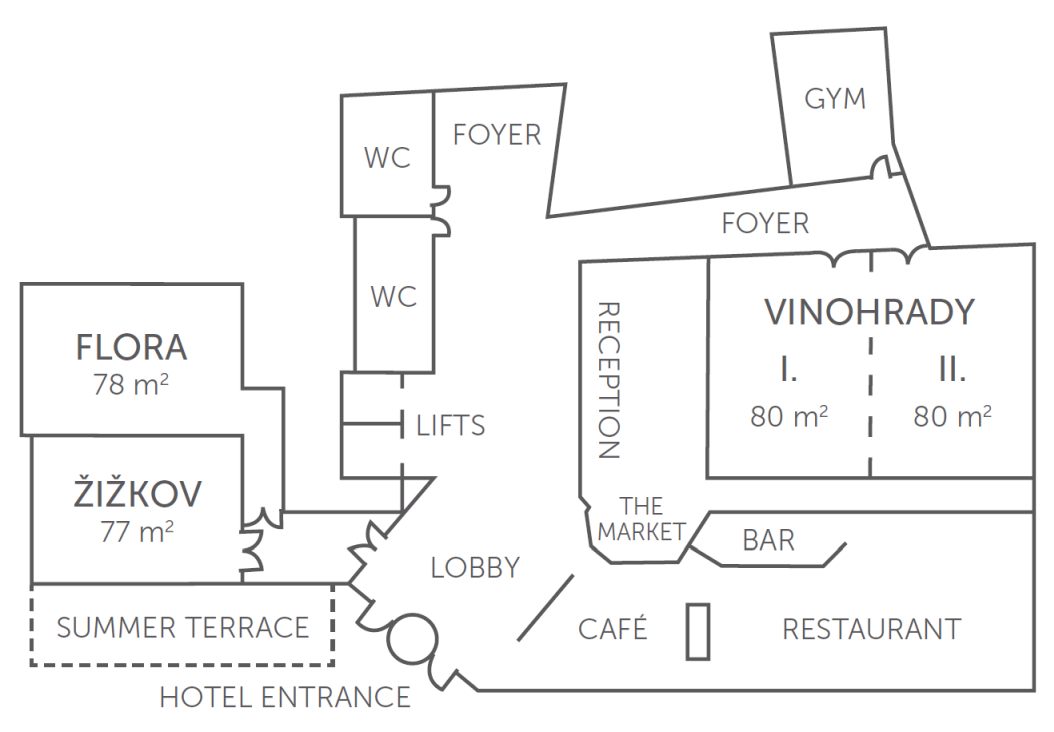 GYM
FOYER
WC
FOYER
WC
VINOHRADY
I.
II.
80 m²
80 m²
RECEPTION
FLORA
78 m²
LIFTS
ŽIŽKOV
77 m²
THE
MARKET
BAR
LOBBY
SUMMER TERRACE
CAFÉ
RESTAURANT
HOTEL ENTRANCE